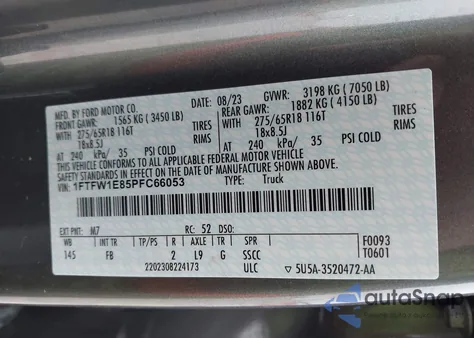 MFD. BY FORD MOTOR CO.
08/23 GVWR: 3198 KG ( 7050 LB)
FRONT GAWR: 1565 KG ( 3450 LB)
REAR GAWR: 1882 KG ( 4150 LB)
275/65R18 116T TIRES 275/65R18 116T TIRES
18x8.5J RIMS 18x8.5J RIMS
AT 240 kPa/ 35 PSI COLD AT 240 kPa/ 35 PSI COLD
THIS VEHICLE CONFORMS TO ALL APPLICABLE FEDERAL MOTOR VEHICLE
SAFETY STANDARDS IN EFFECT ON THE DATE OF MANUFACTURE SHOWN ABOVE.
VIN: 1FTFW1E85PFC66053 TYPE: Truck
EXT PNT: M7 RC: 52 DSO:
WB INT TR R AXLE TR SPR F0093
145 FB 2 L9 G SSCC T0601
2202308224173 ULC 5U5A-3520472-AA
autoSnap
www.autoSnap